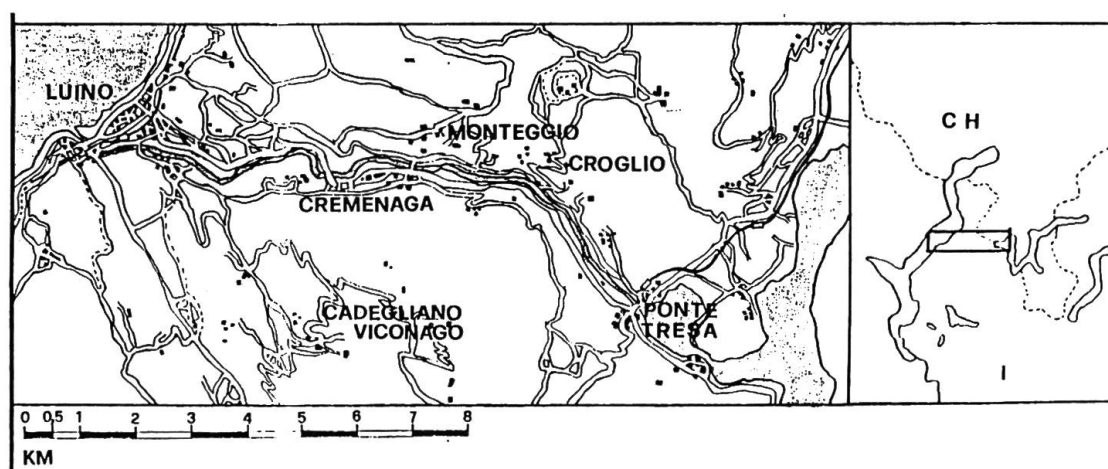 LUINO
MONTEGGIO
CROGLIO
CREMENAGA
CADEGLIANO
VICONAGO
PONTE
TRESA
CH
I
0 0,5 1 2 3 4 5 6 7 8
KM